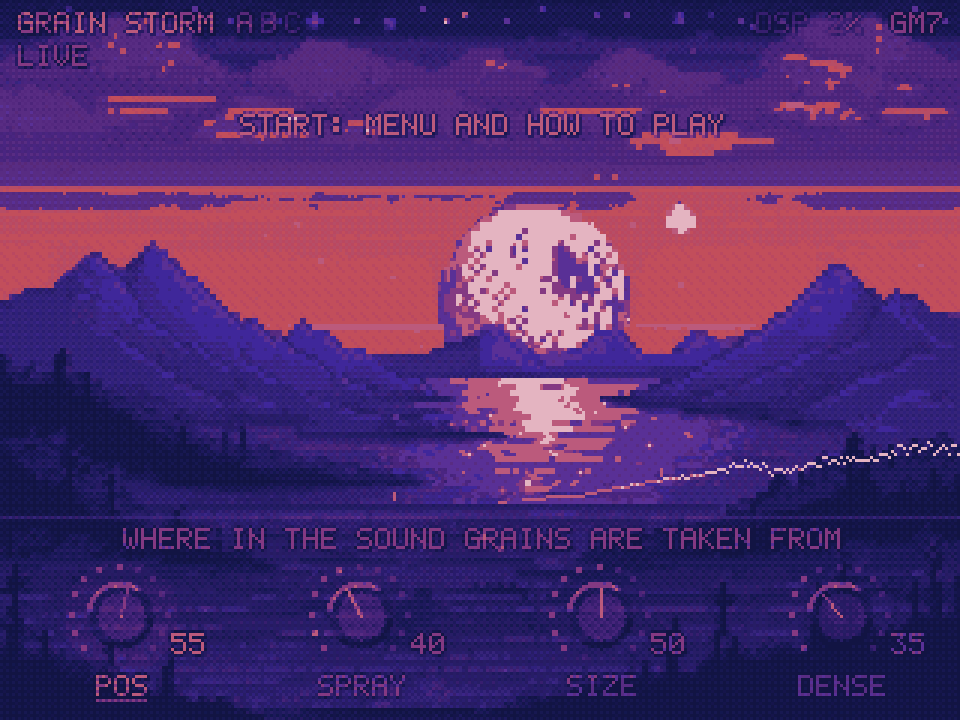 GRAIN STORM A B C DSP 2% GM7
LIVE
START: MENU AND HOW TO PLAY
WHERE IN THE SOUND GRAINS ARE TAKEN FROM
55 40 50 35
POS SPRAY SIZE DENSE